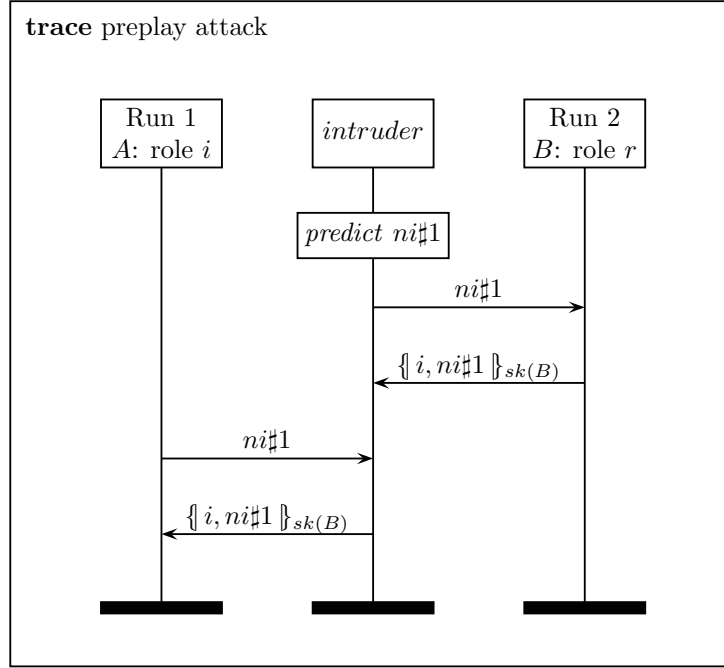 trace preplay attack
Run 1
A: role i
intruder
Run 2
B: role r
predict ni♯1
ni♯1
⦃ i, ni♯1 ⦄sk(B)
ni♯1
⦃ i, ni♯1 ⦄sk(B)